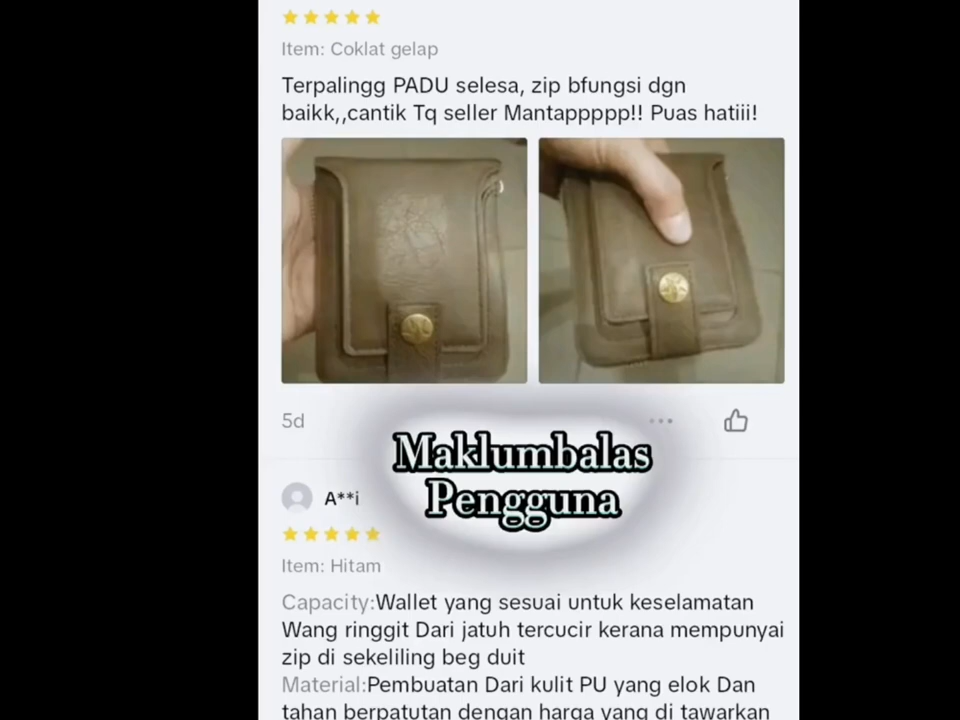 Item: Coklat gelap
Terpalingg PADU selesa, zip bfungsi dgn
baikk,,cantik Tq seller Mantappppp!! Puas hatiii!
5d
Maklumbalas
Pengguna
A**i
Item: Hitam
Capacity:Wallet yang sesuai untuk keselamatan
Wang ringgit Dari jatuh tercucir kerana mempunyai
zip di sekeliling beg duit
Material:Pembuatan Dari kulit PU yang elok Dan
tahan berpatutan dengan harga yang di tawarkan